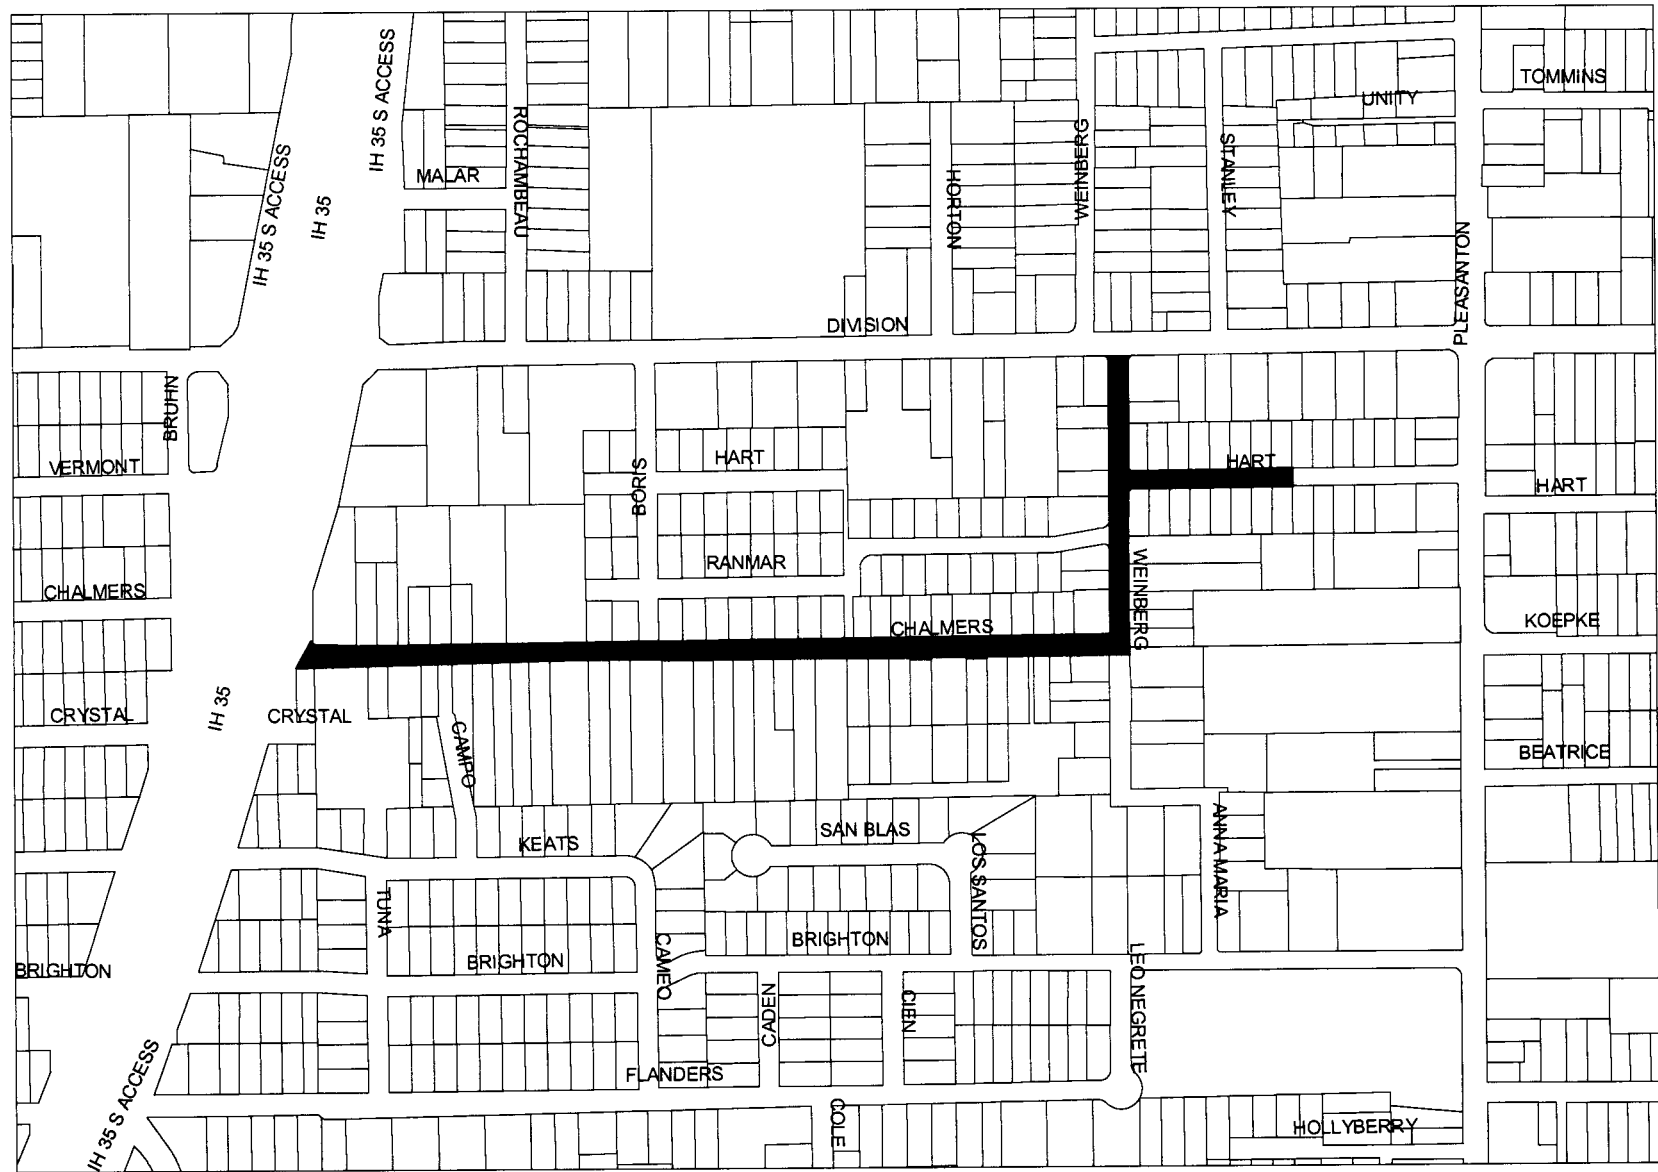 TOMMINS
UNITY
IH 35 S ACCESS
ROCHAMBEAU
WEINBERG
STANLEY
MALAR
IH 35 S ACCESS
HORTON
IH 35
PLEASANTON
DIVISION
BRUHN
VERMONT
BORIS
HART
HART
HART
RANMAR
WEINBERG
CHALMERS
CHALMERS
KOEPKE
IH 35
CRYSTAL
CRYSTAL
CAMPO
BEATRICE
KEATS
SAN BLAS
LOS SANTOS
ANNA MARIA
TUNA
BRIGHTON
BRIGHTON
BRIGHTON
CAMEO
CADEN
CIEN
LEO NEGRETE
FLANDERS
IH 35 S ACCESS
COLE
HOLLYBERRY